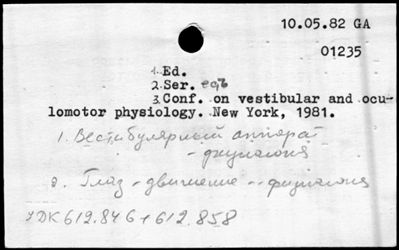 10.05.82 GA
01235
1. Ed.
2. Ser. есть
3. Conf. on vestibular and ocu-
lomotor physiology. New York, 1981.
1. Вестибулярный аппарат
- физиология
2. Глаз - движение - физиология
УДК 612.846+612.858